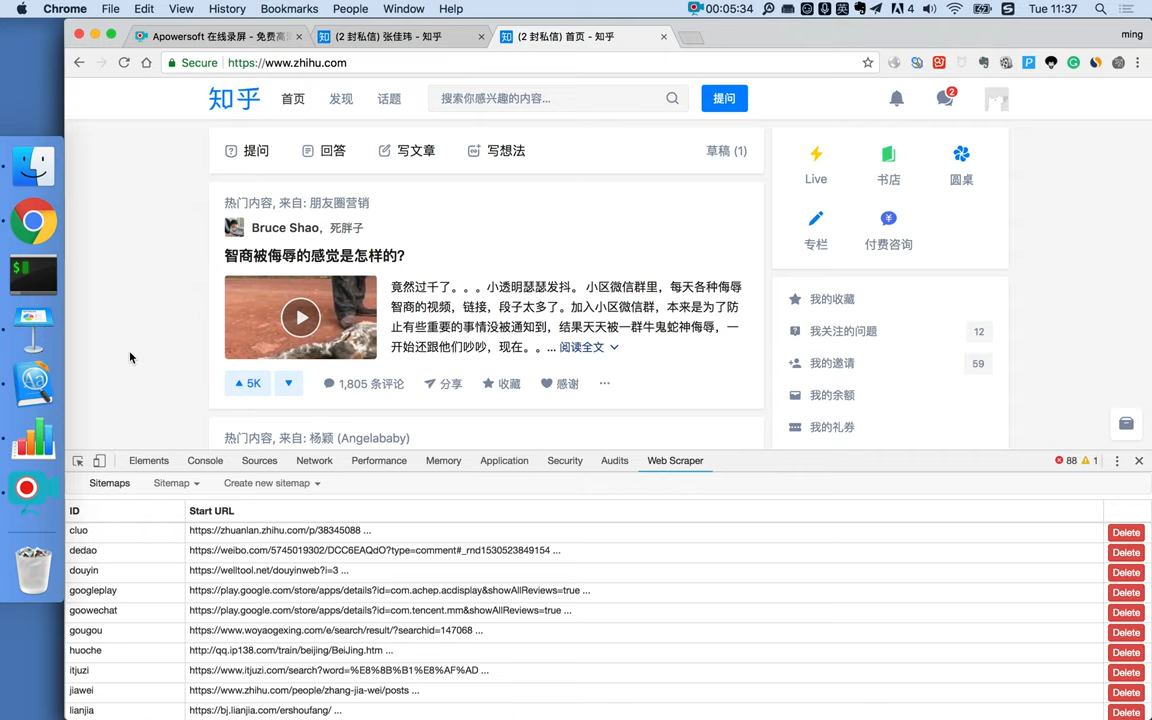 Chrome File Edit View History Bookmarks People Window Help 00:05:34 4 Tue 11:37
Apowersoft 在线录屏 - 免费高清
(2 封私信) 张佳玮 - 知乎
(2 封私信) 首页 - 知乎
ming
Secure https://www.zhihu.com
知乎 首页 发现 话题 搜索你感兴趣的内容... 提问 2
提问 回答 写文章 写想法 草稿 (1)
Live 书店 圆桌
专栏 付费咨询
热门内容, 来自: 朋友圈营销
Bruce Shao，死胖子
智商被侮辱的感觉是怎样的?
竟然过千了。。。小透明瑟瑟发抖。 小区微信群里，每天各种侮辱
智商的视频，链接，段子太多了。加入小区微信群，本来是为了防
止有些重要的事情没被通知到，结果天天被一群牛鬼蛇神侮辱，一
开始还跟他们吵吵，现在。。... 阅读全文
5K 1,805 条评论 分享 收藏 感谢 ···
热门内容, 来自: 杨颖 (Angelababy)
我的收藏
我关注的问题 12
我的邀请 59
我的余额
我的礼券
Elements Console Sources Network Performance Memory Application Security Audits Web Scraper 88 1
Sitemaps Sitemap Create new sitemap
ID Start URL
cluo https://zhuanlan.zhihu.com/p/38345088 ... Delete
dedao https://weibo.com/5745019302/DCC6EAQdO?type=comment#_rnd1530523849154 ... Delete
douyin https://welltool.net/douyinweb?i=3 ... Delete
googleplay https://play.google.com/store/apps/details?id=com.achep.acdisplay&showAllReviews=true ... Delete
goowechat https://play.google.com/store/apps/details?id=com.tencent.mm&showAllReviews=true ... Delete
gougou https://www.woyaogexing.com/e/search/result/?searchid=147068 ... Delete
huoche http://qq.ip138.com/train/beijing/BeiJing.htm ... Delete
itjuzi https://www.itjuzi.com/search?word=%E8%8B%B1%E8%AF%AD ... Delete
jiawei https://www.zhihu.com/people/zhang-jia-wei/posts ... Delete
lianjia https://bj.lianjia.com/ershoufang/ ... Delete